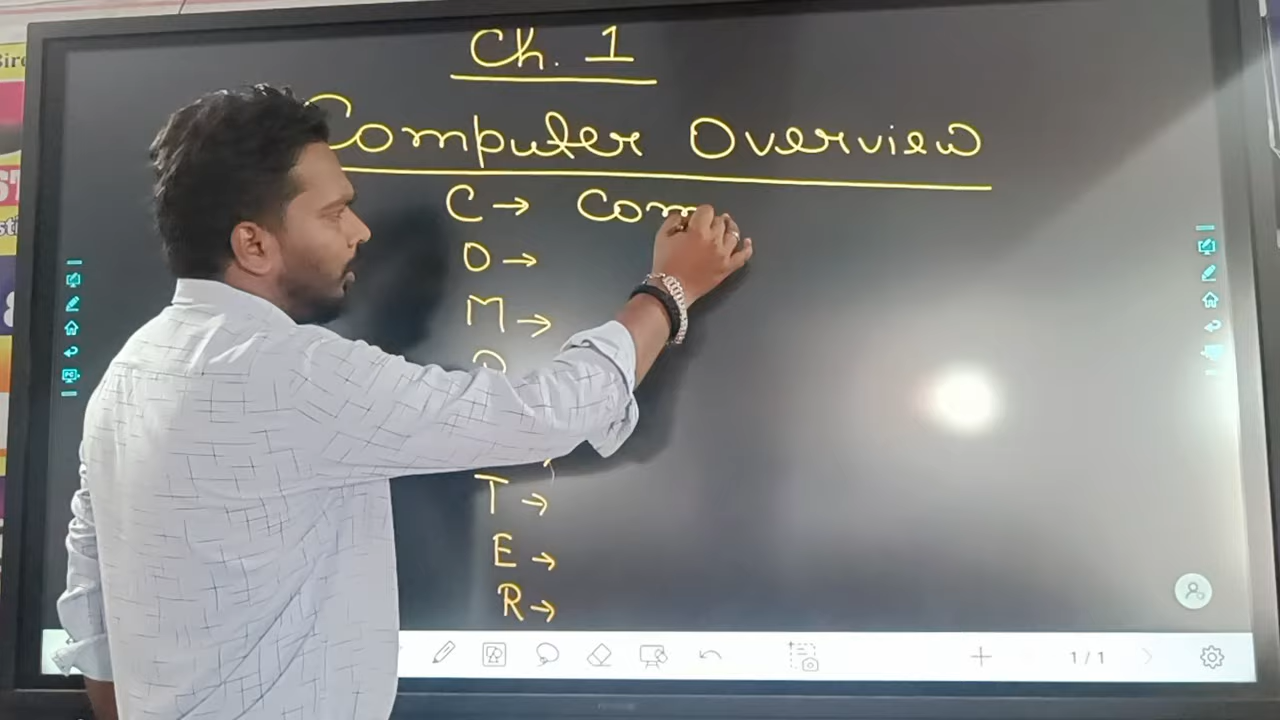 Ch. 1
Computer Overview
C → Com
O →
M →
T →
E →
R →
1 / 1